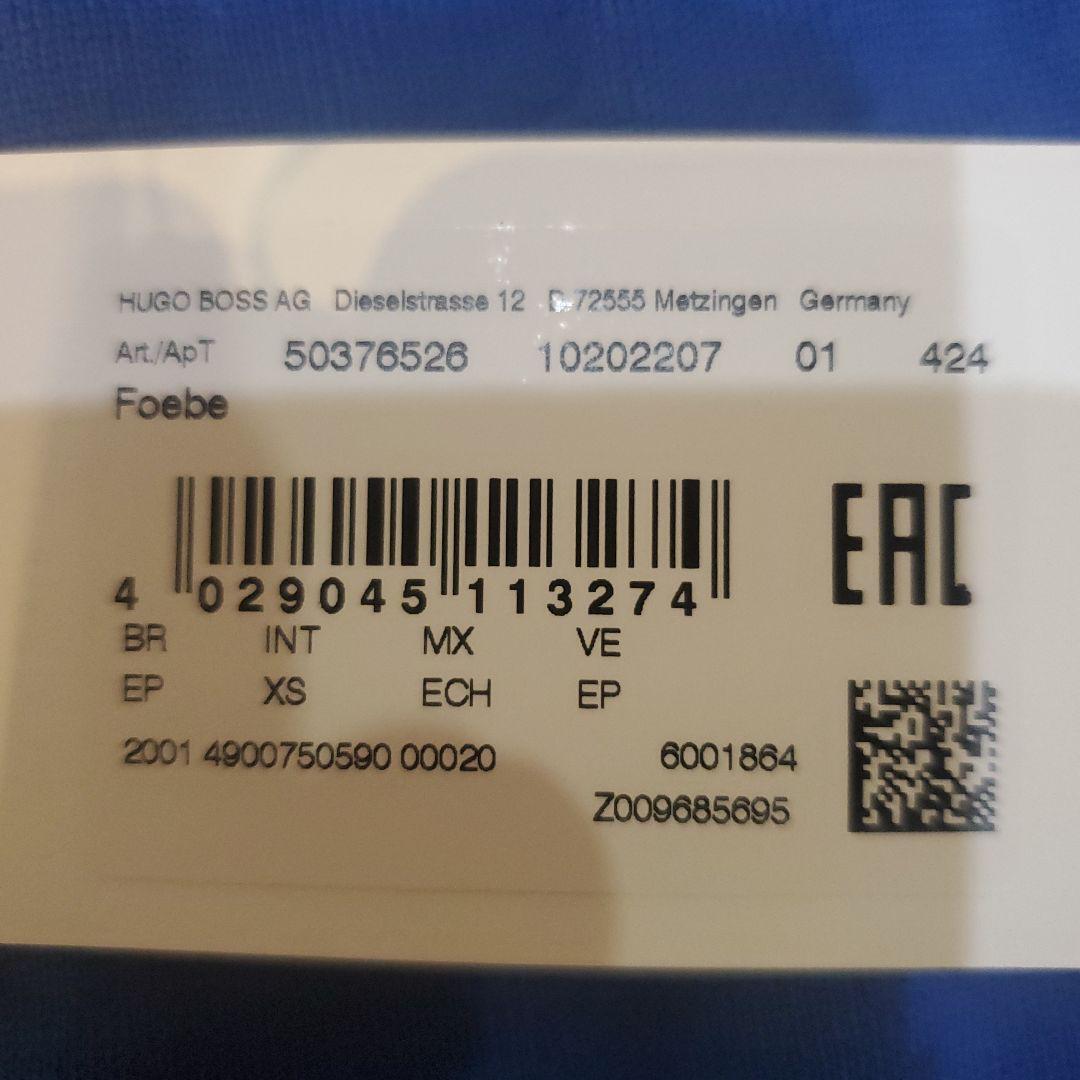 HUGO BOSS AG Dieselstrasse 12 D-72555 Metzingen Germany
Art./ApT 50376526 10202207 01 424
Foebe
4 029045 113274
EAC
BR INT MX VE
EP XS ECH EP
2001 4900750590 00020 6001864
Z009685695